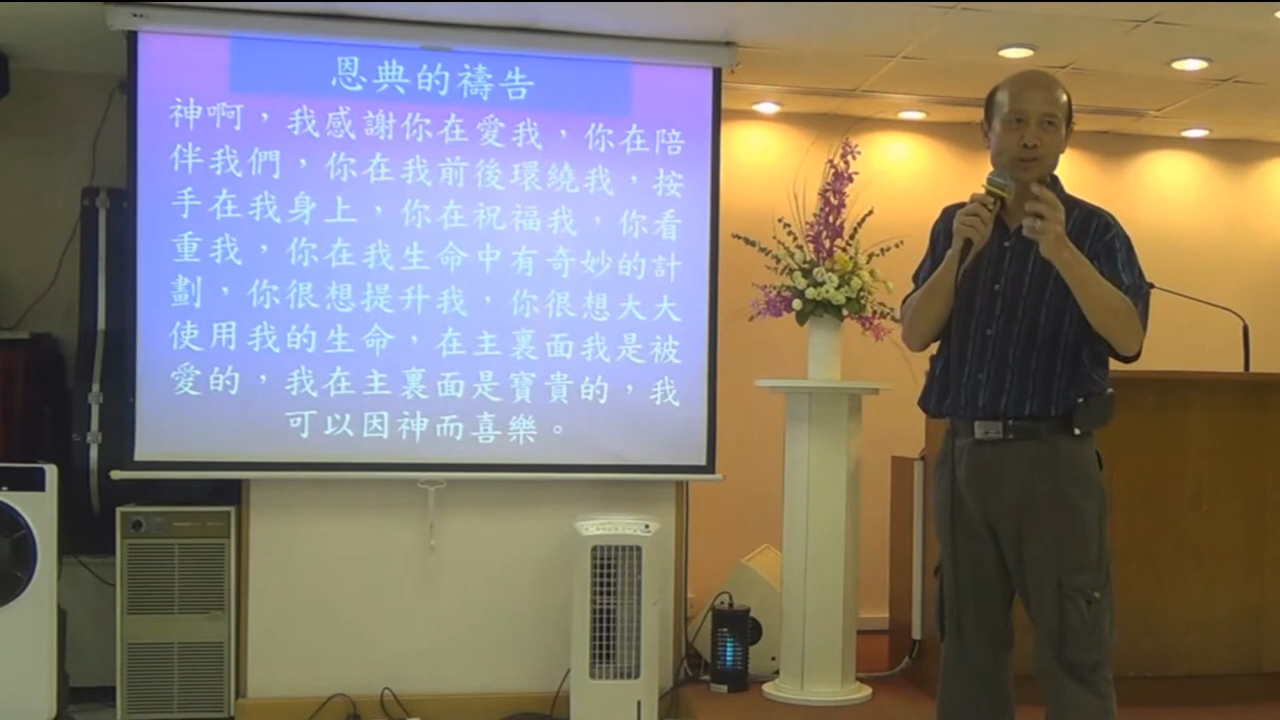 恩典的禱告
神啊，我感謝你在愛我，你在陪
伴我們，你在我前後環繞我，按
手在我身上，你在祝福我，你看
重我，你在我生命中有奇妙的計
劃，你很想提升我，你很想大大
使用我的生命，在主裏面我是被
愛的，我在主裏面是寶貴的，我
可以因神而喜樂。